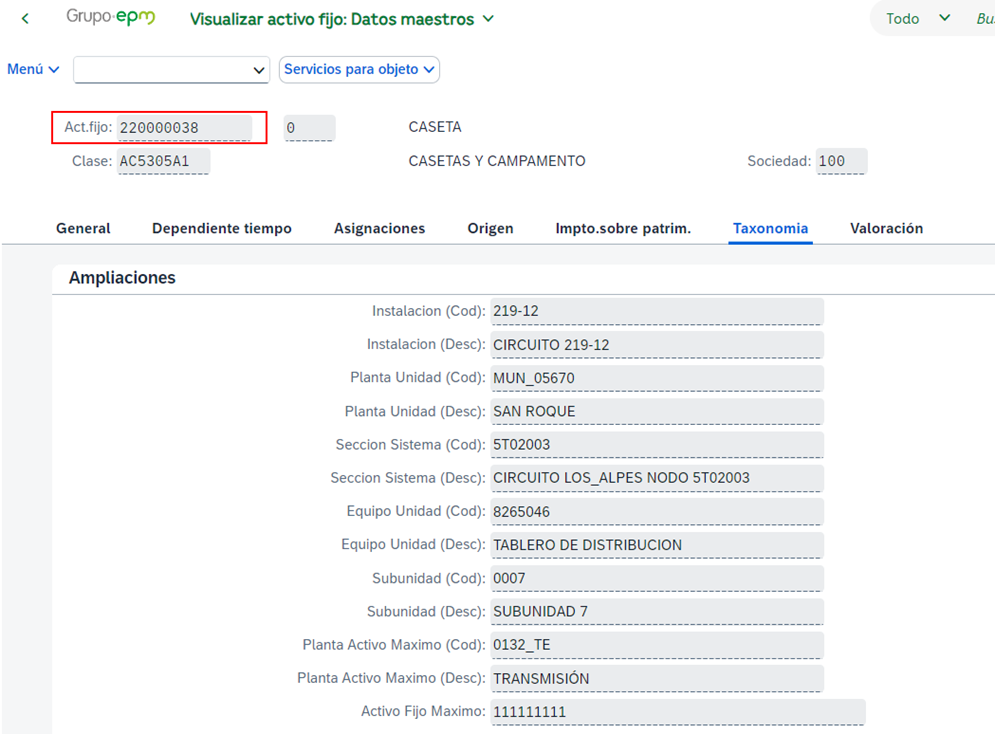 Grupo·epm Visualizar activo fijo: Datos maestros Todo
Menú Servicios para objeto
Act.fijo: 220000038 0 CASETA
Clase: AC5305A1 CASETAS Y CAMPAMENTO Sociedad: 100
General Dependiente tiempo Asignaciones Origen Impto.sobre patrim. Taxonomia Valoración
Ampliaciones
Instalacion (Cod): 219-12
Instalacion (Desc): CIRCUITO 219-12
Planta Unidad (Cod): MUN_05670
Planta Unidad (Desc): SAN ROQUE
Seccion Sistema (Cod): 5T02003
Seccion Sistema (Desc): CIRCUITO LOS_ALPES NODO 5T02003
Equipo Unidad (Cod): 8265046
Equipo Unidad (Desc): TABLERO DE DISTRIBUCION
Subunidad (Cod): 0007
Subunidad (Desc): SUBUNIDAD 7
Planta Activo Maximo (Cod): 0132_TE
Planta Activo Maximo (Desc): TRANSMISIÓN
Activo Fijo Maximo: 111111111